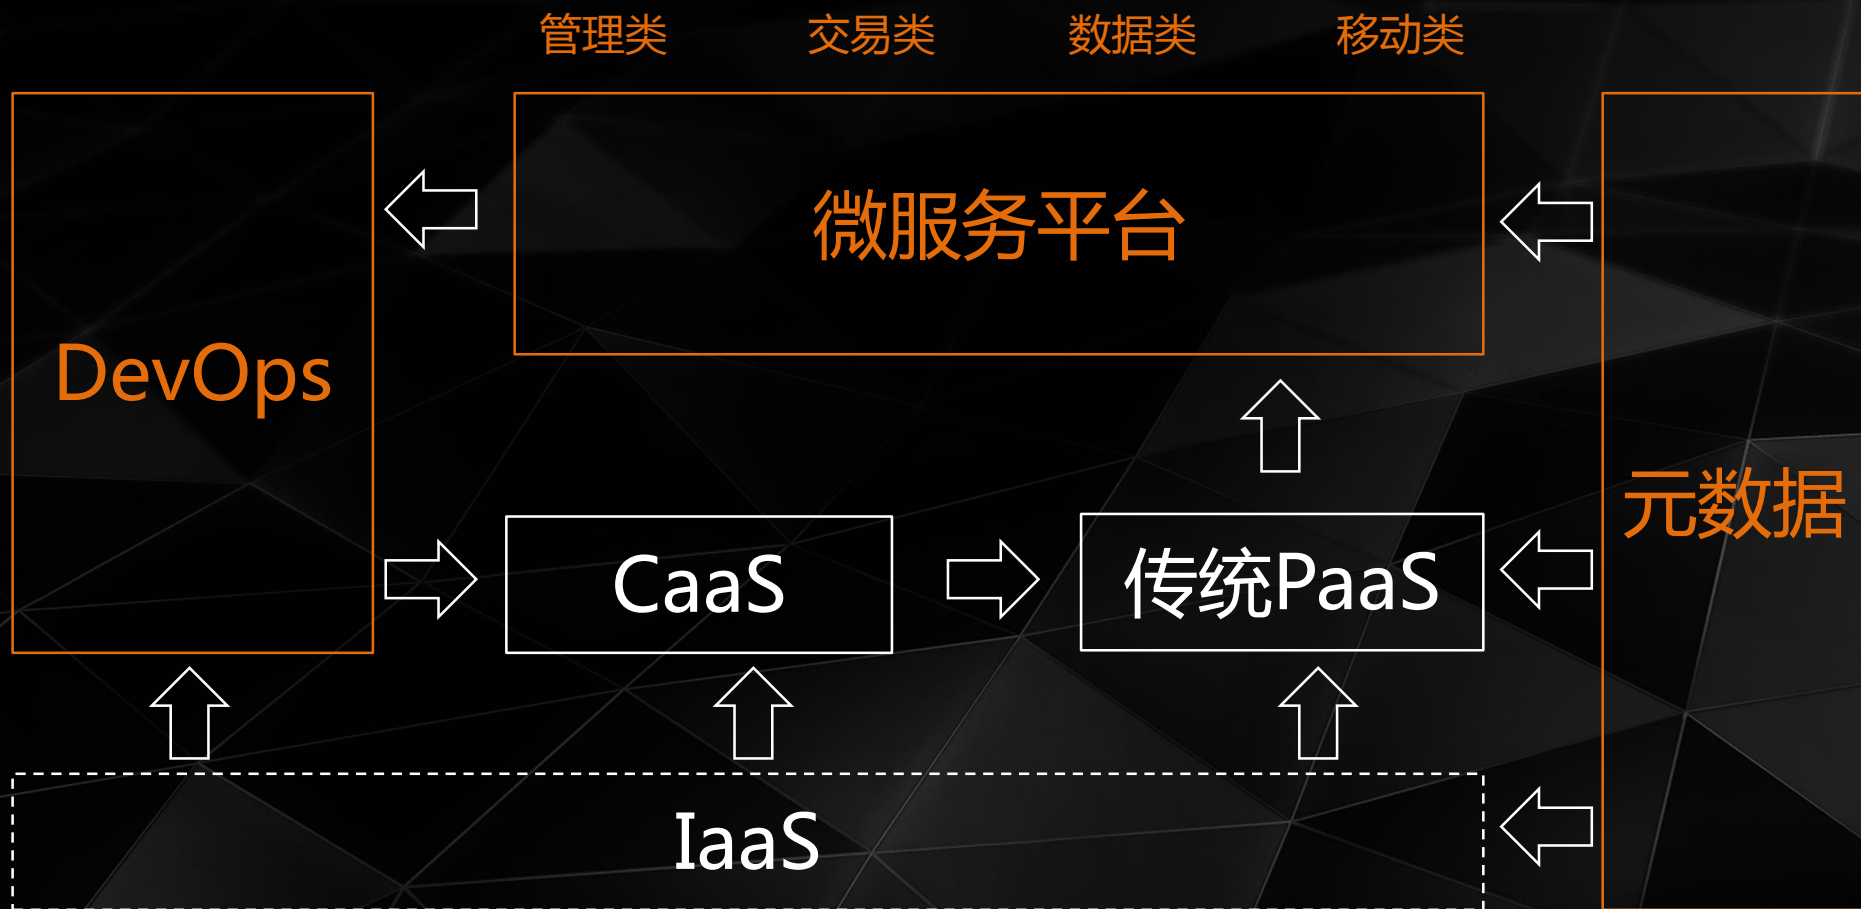 管理类 交易类 数据类 移动类
微服务平台
DevOps
元数据
CaaS
传统PaaS
IaaS